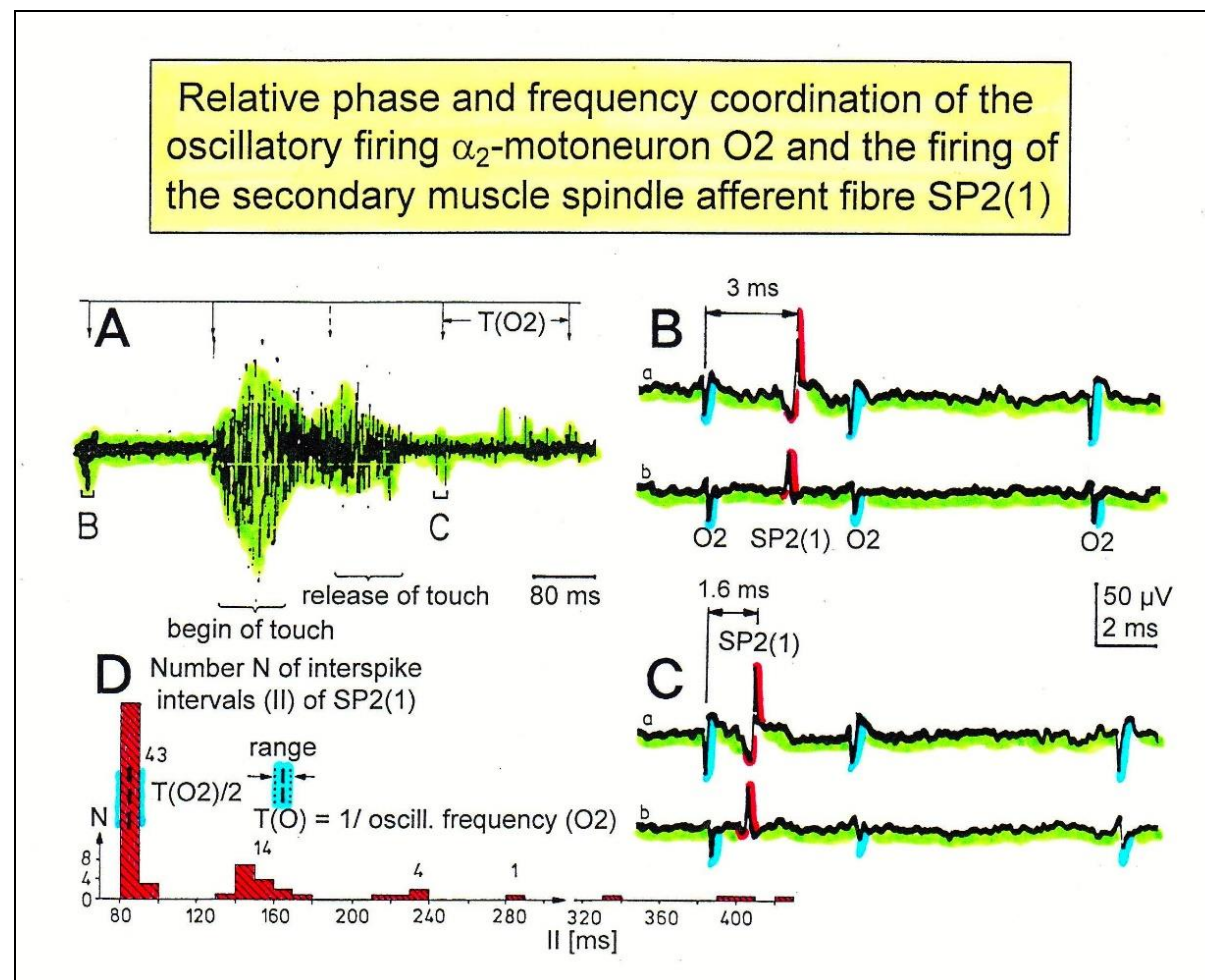 Relative phase and frequency coordination of the
oscillatory firing α₂-motoneuron O2 and the firing of
the secondary muscle spindle afferent fibre SP2(1)
A
T(O2)
B
C
begin of touch
release of touch
80 ms
B
3 ms
a
b
O2 SP2(1) O2 O2
50 µV
2 ms
C
1.6 ms
SP2(1)
a
b
D Number N of interspike
intervals (II) of SP2(1)
43
T(O2)/2
range
T(O) = 1/ oscill. frequency (O2)
N
8
4
0
14
4
1
80 120 160 200 240 280 320 360 400
II [ms]